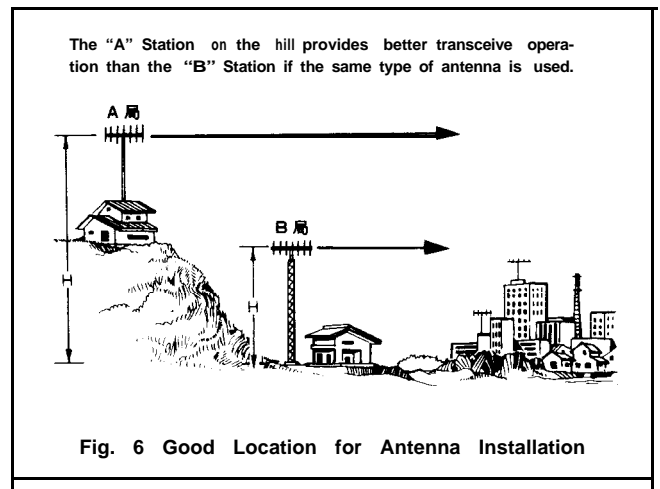 The “A” Station on the hill provides better transceive opera-
tion than the “B” Station if the same type of antenna is used.
A 局
B 局
H
H
Fig. 6 Good Location for Antenna Installation